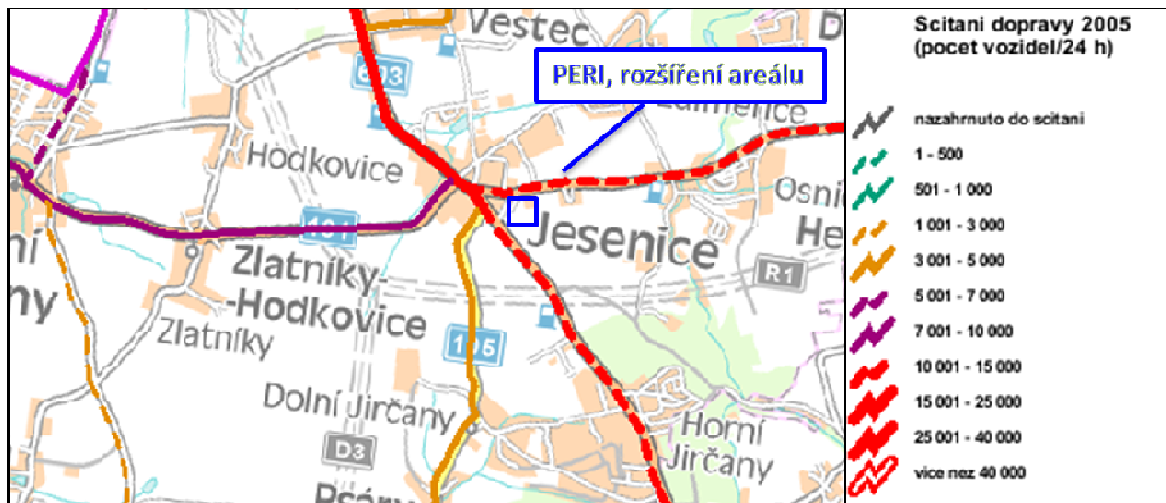 Vestec
603
PERI, rozšíření areálu
Hodkovice
101
Jesenice
Zlatníky-
-Hodkovice
Zlatníky
R1
105
Dolní Jirčany
D3
Horní
Jirčany
Psáry
Scitani dopravy 2005
(pocet vozidel/24 h)
nazahrnuto do scitani
1 - 500
501 - 1 000
1 001 - 3 000
3 001 - 5 000
5 001 - 7 000
7 001 - 10 000
10 001 - 15 000
15 001 - 25 000
25 001 - 40 000
vice nez 40 000